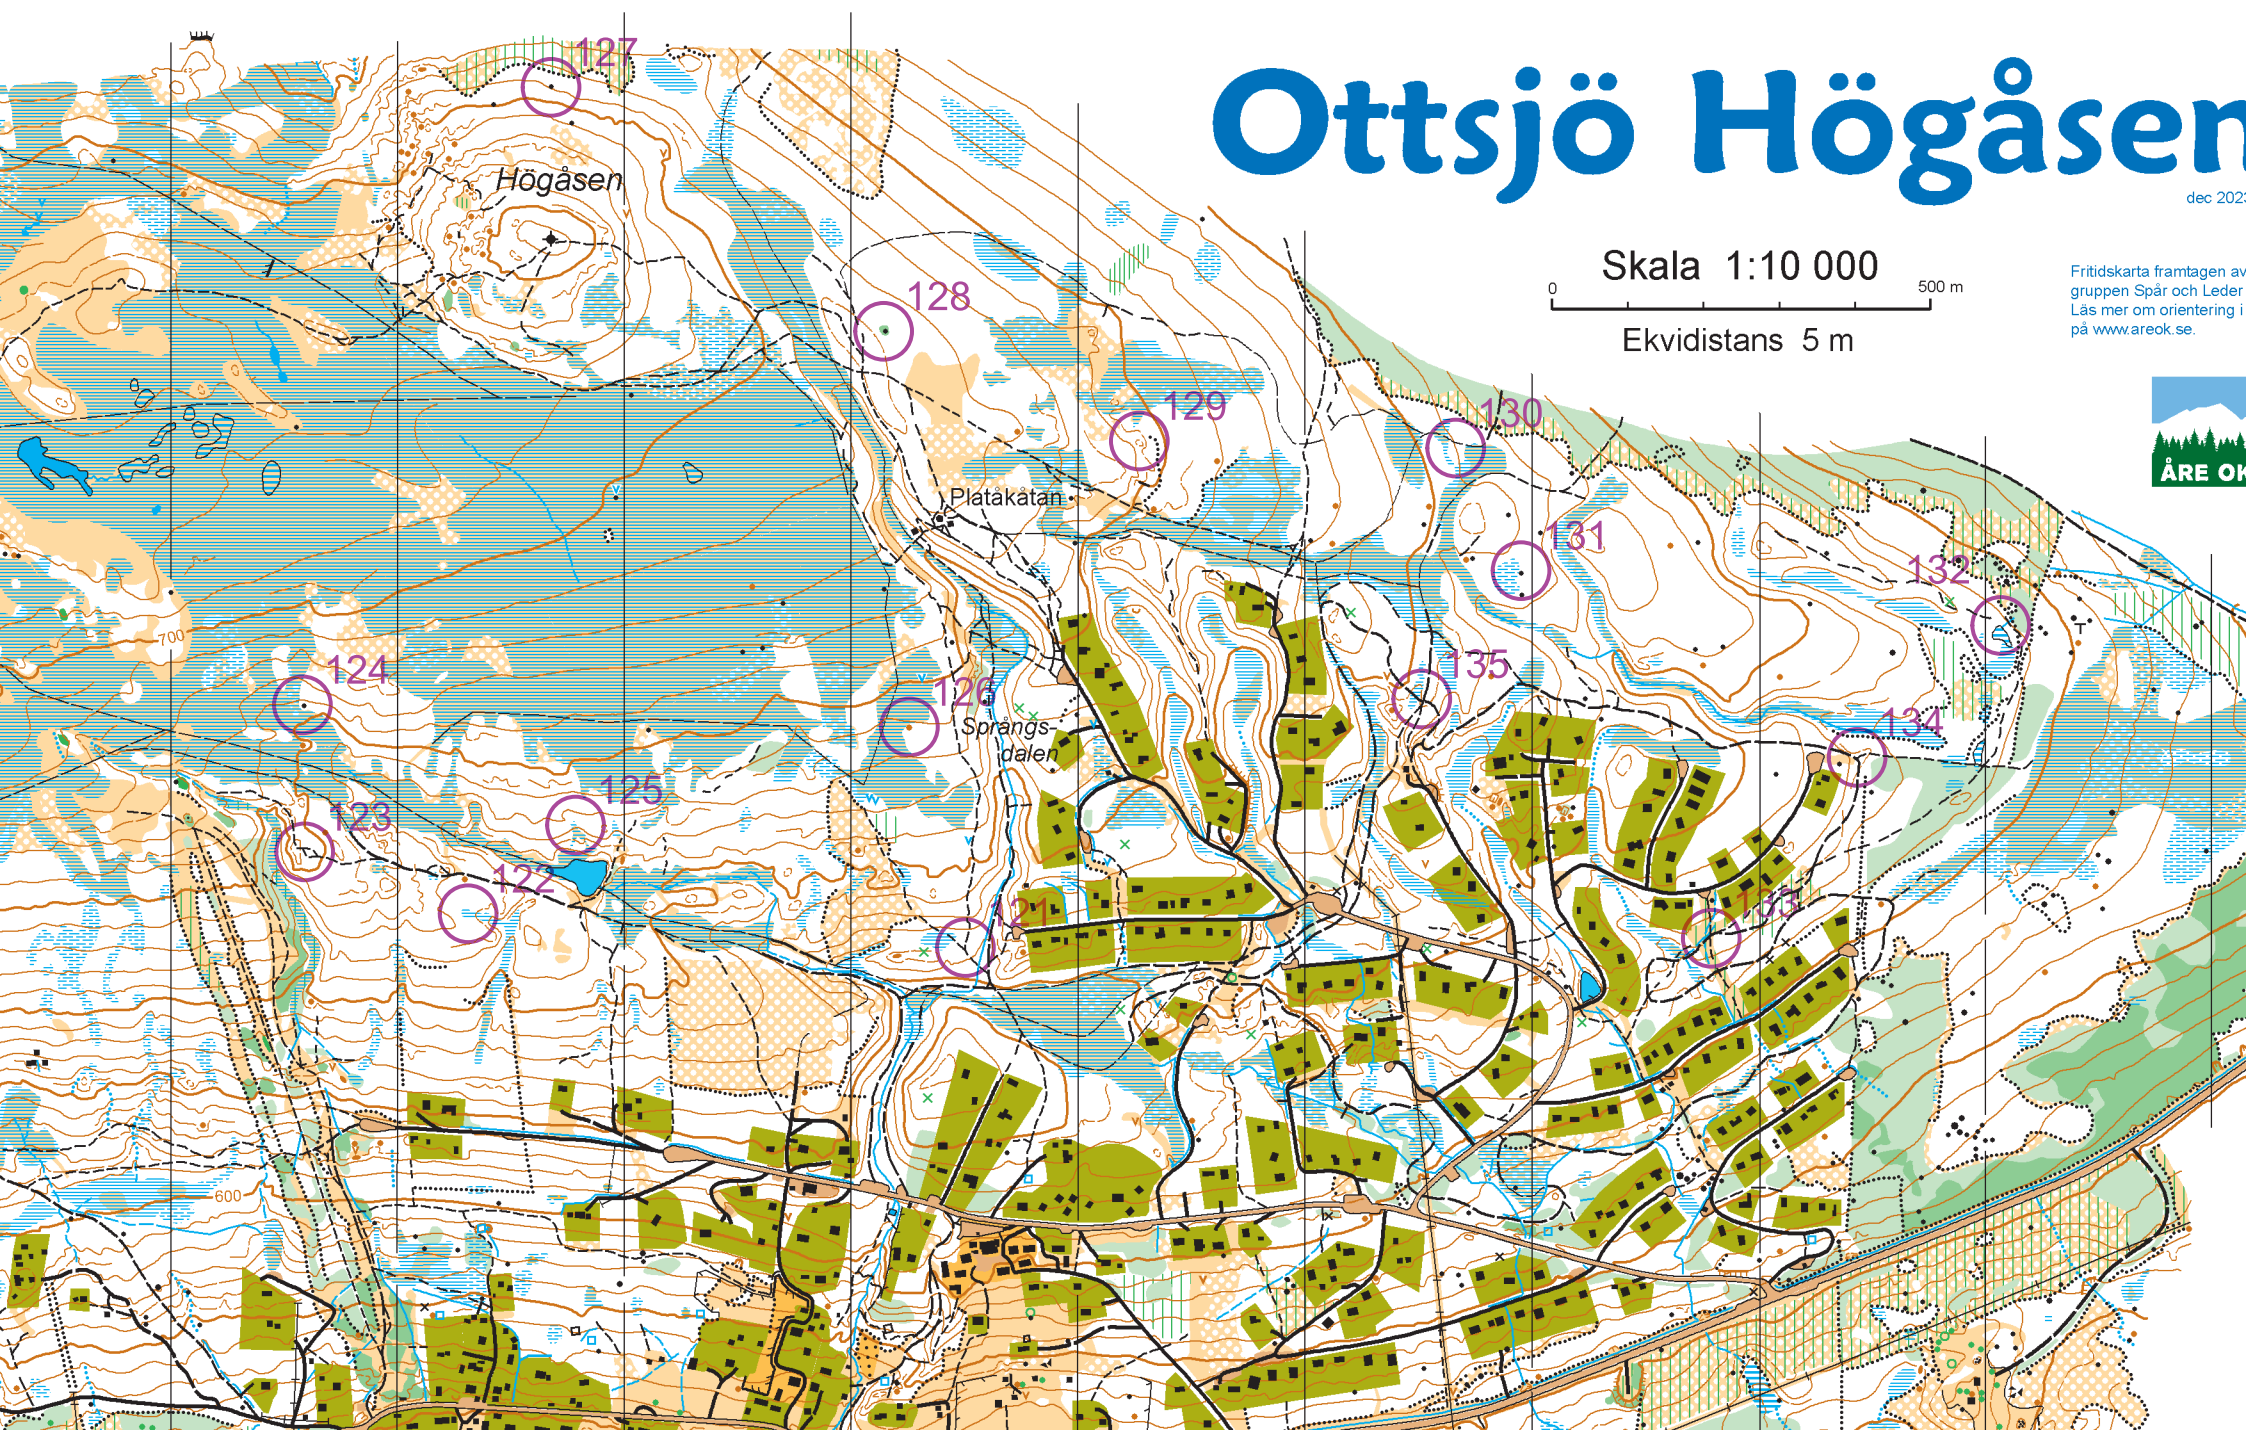 Ottsjö Högåsen
dec 2023
Skala 1:10 000
0 500 m
Ekvidistans 5 m
Fritidskarta framtagen av
gruppen Spår och Leder
Läs mer om orientering i
på www.areok.se.
ÅRE OK
127
Högåsen
128
129
130
Platåkåtan
131
132
700
124
135
126
Språngs-
dalen
134
125
123
122
121
133
600